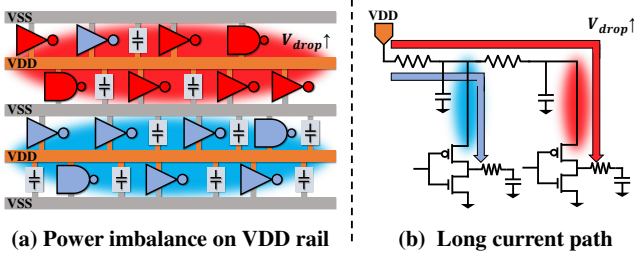 VSS
V_drop↑
VDD
VSS
VDD
VSS
(a) Power imbalance on VDD rail
VDD
V_drop↑
(b) Long current path